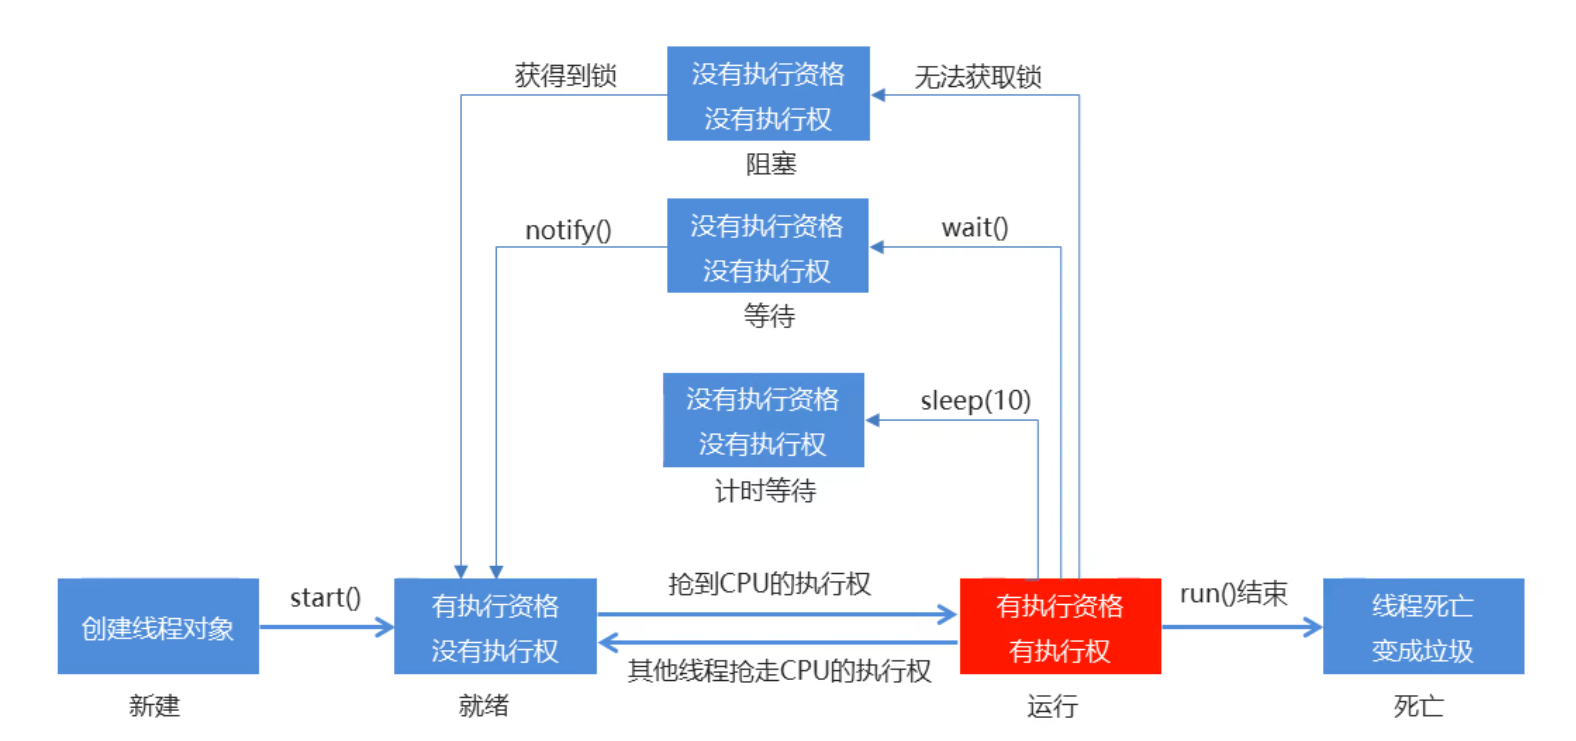 获得到锁
没有执行资格
没有执行权
无法获取锁
阻塞
notify()
没有执行资格
没有执行权
wait()
等待
没有执行资格
没有执行权
sleep(10)
计时等待
创建线程对象
start()
有执行资格
没有执行权
抢到CPU的执行权
其他线程抢走CPU的执行权
有执行资格
有执行权
run()结束
线程死亡
变成垃圾
新建
就绪
运行
死亡